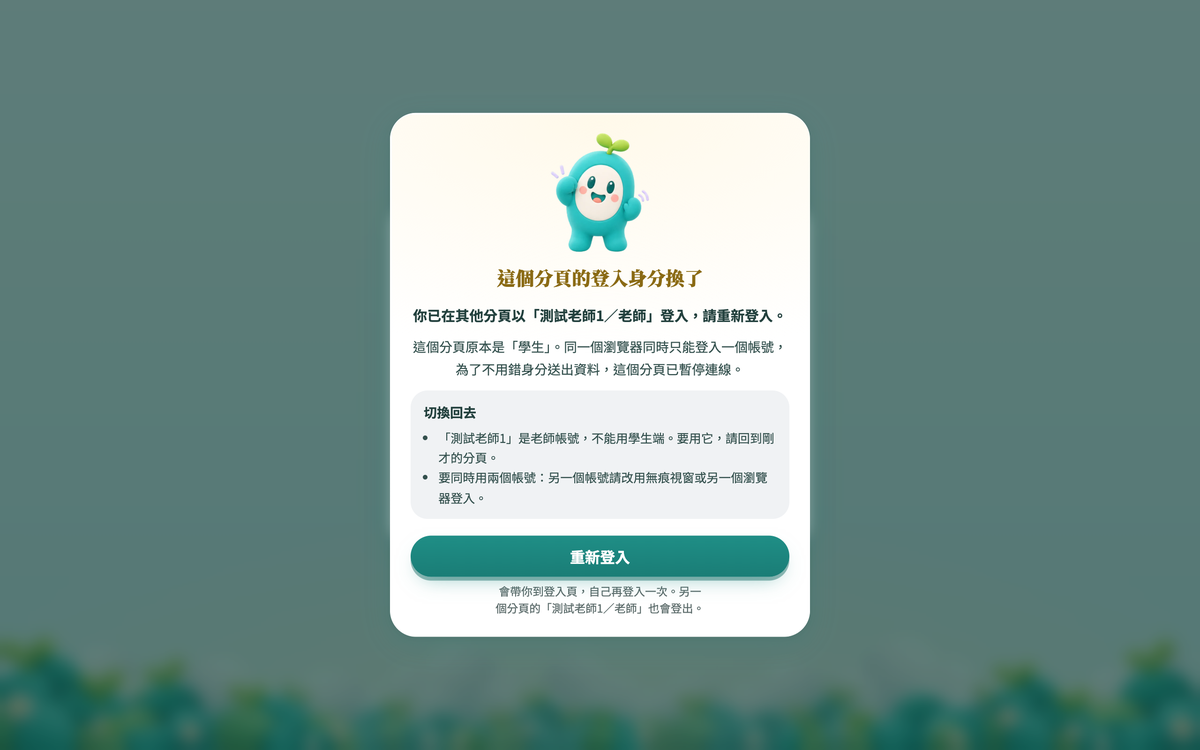 這個分頁的登入身分換了
你已在其他分頁以「測試老師1／老師」登入，請重新登入。
這個分頁原本是「學生」。同一個瀏覽器同時只能登入一個帳號，
為了不用錯身分送出資料，這個分頁已暫停連線。
切換回去
• 「測試老師1」是老師帳號，不能用學生端。要用它，請回到剛
才的分頁。
• 要同時用兩個帳號：另一個帳號請改用無痕視窗或另一個瀏覽
器登入。
重新登入
會帶你到登入頁，自己再登入一次。另一
個分頁的「測試老師1／老師」也會登出。